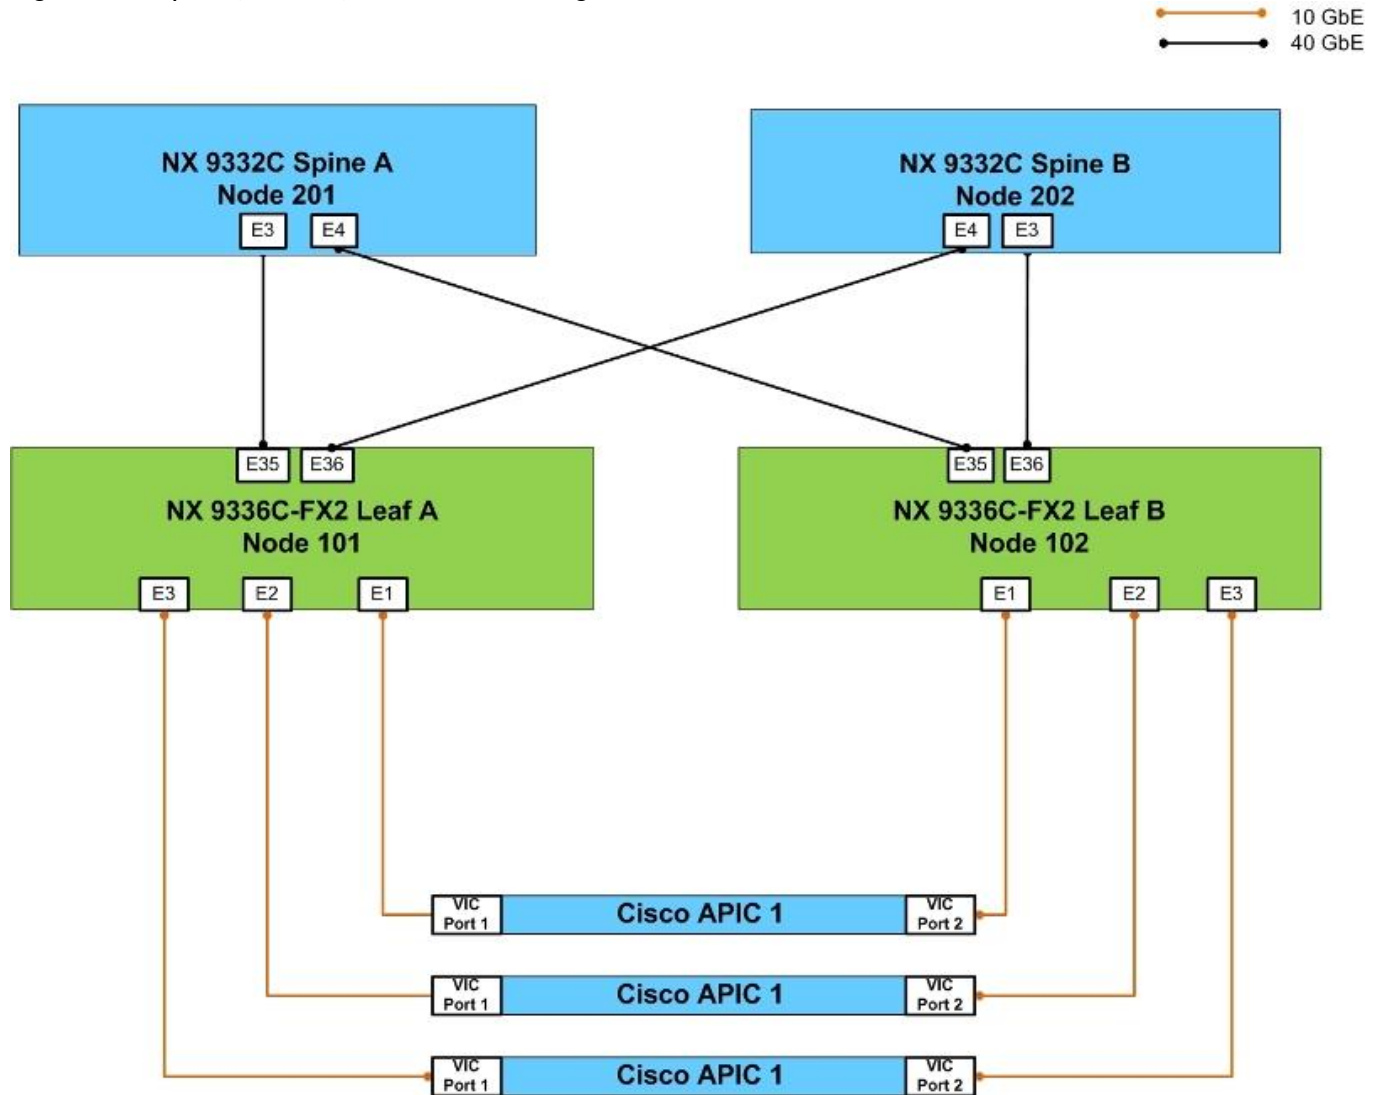 10 GbE
40 GbE
NX 9332C Spine A
Node 201
E3 E4
NX 9332C Spine B
Node 202
E4 E3
E35 E36
NX 9336C-FX2 Leaf A
Node 101
E3 E2 E1
E35 E36
NX 9336C-FX2 Leaf B
Node 102
E1 E2 E3
VIC
Port 1
Cisco APIC 1
VIC
Port 2
VIC
Port 1
Cisco APIC 1
VIC
Port 2
VIC
Port 1
Cisco APIC 1
VIC
Port 2